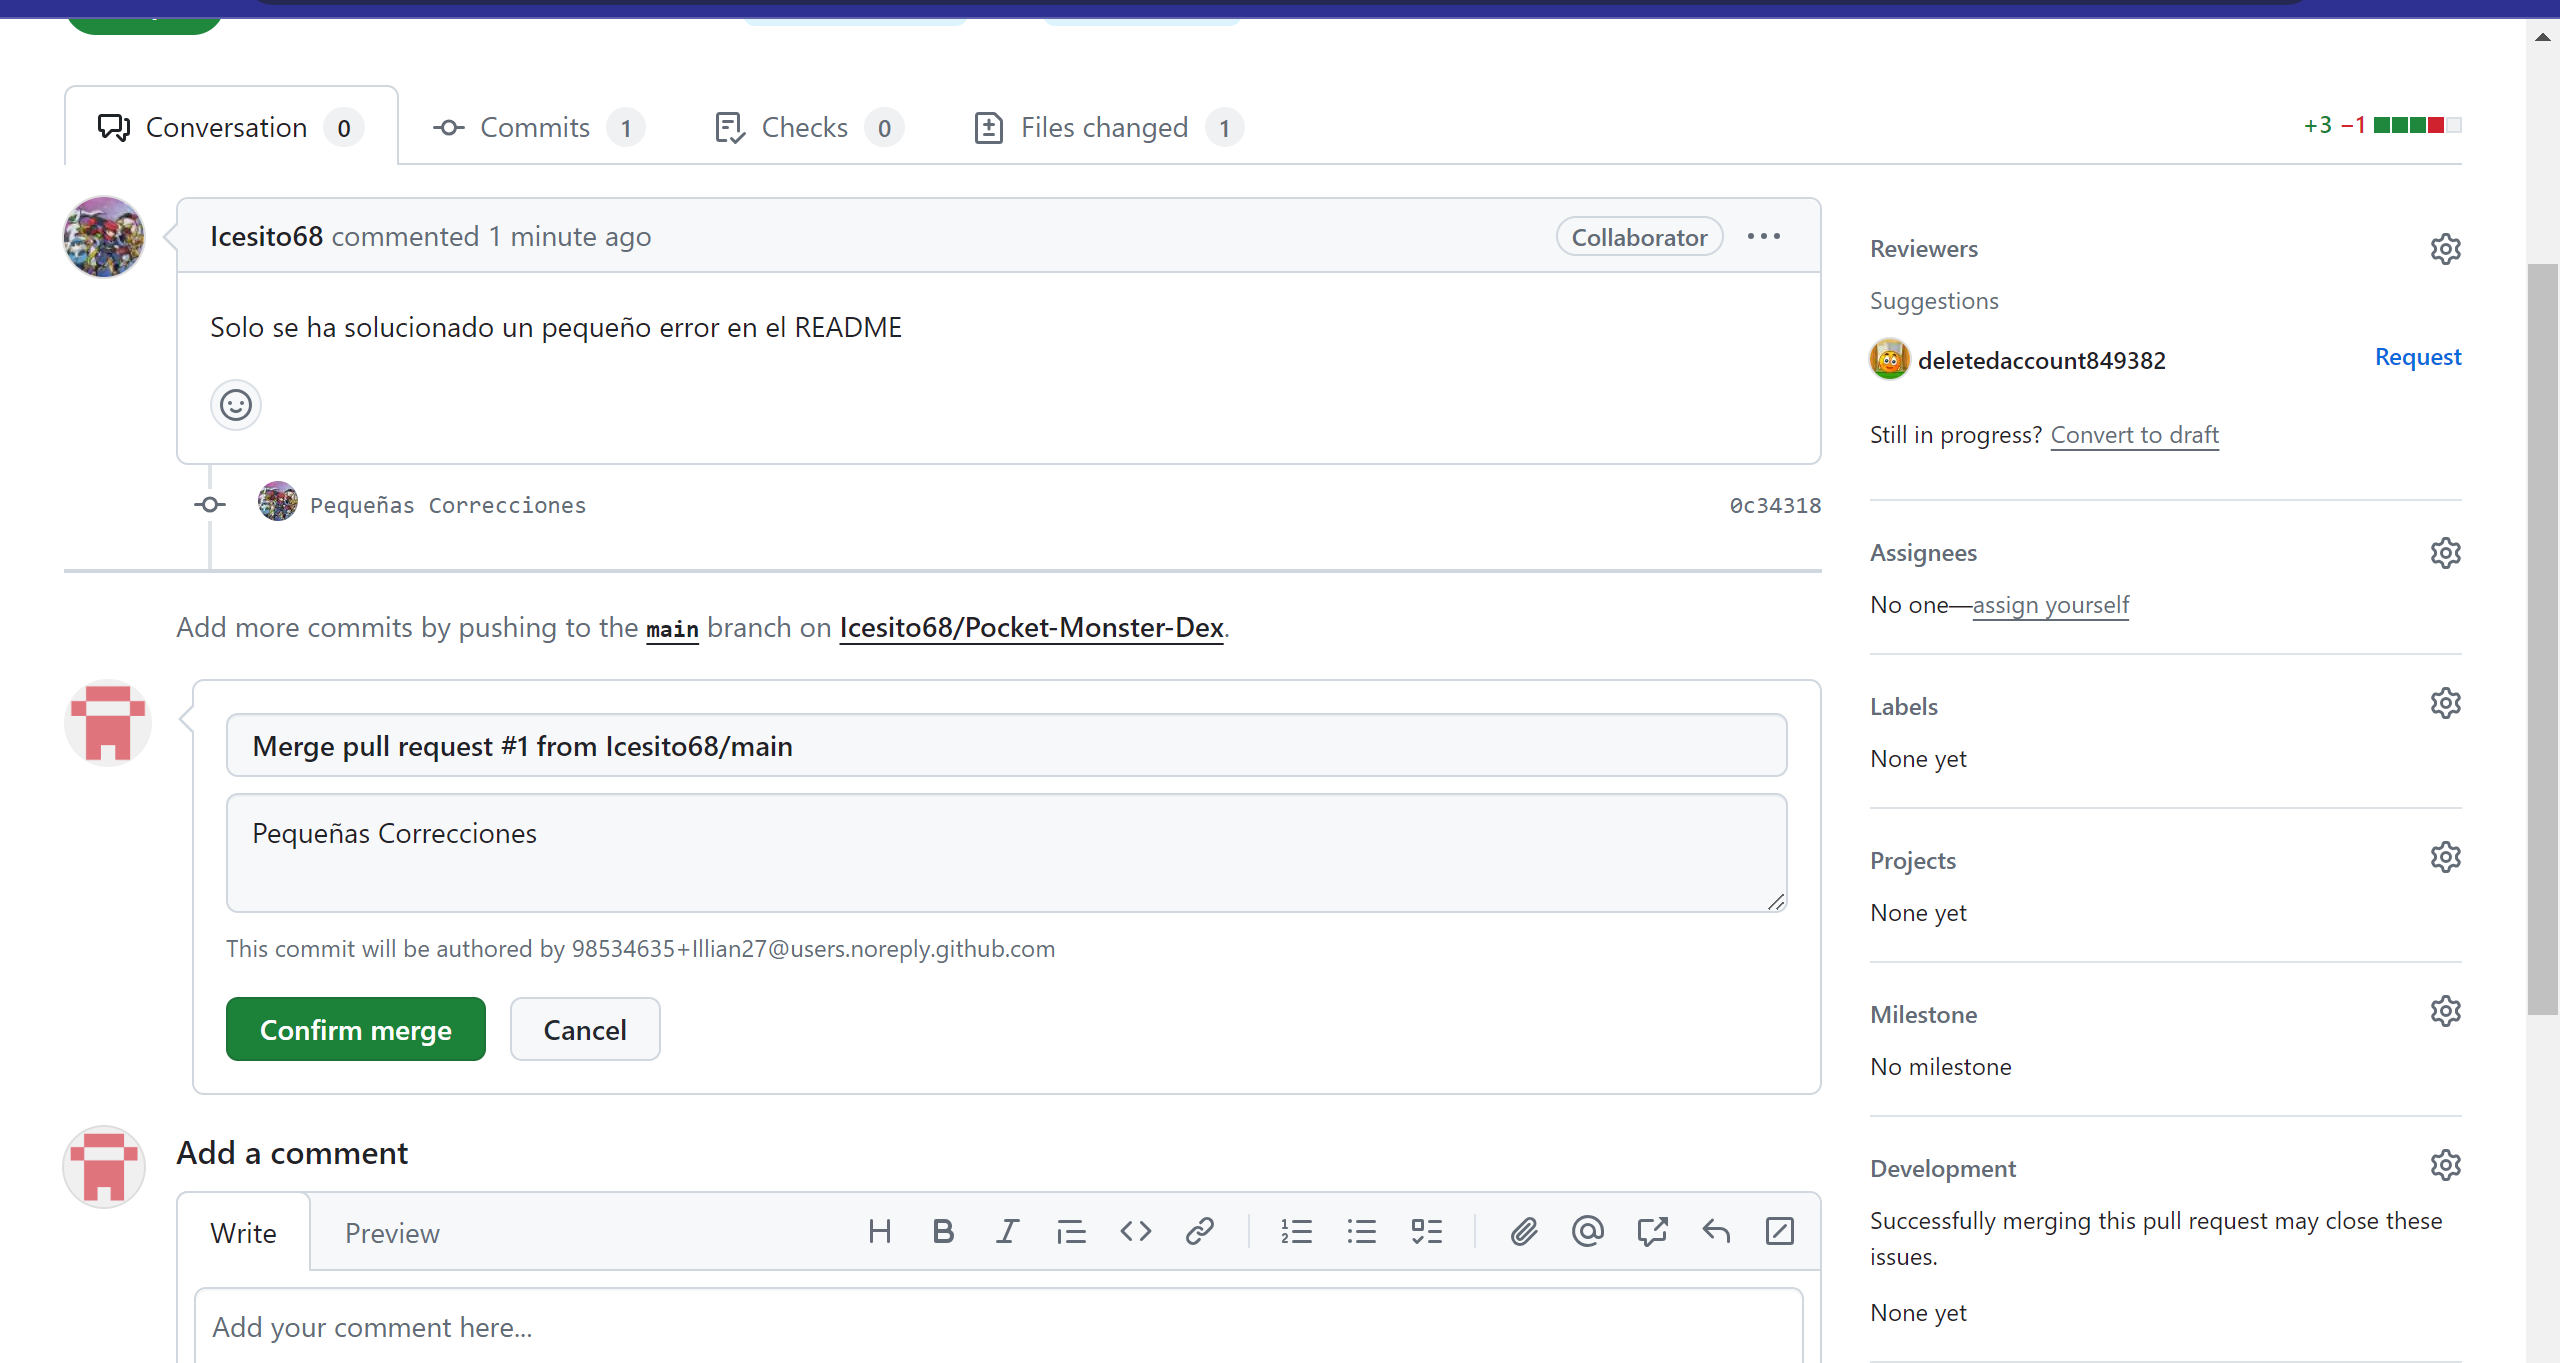 Conversation 0 Commits 1 Checks 0 Files changed 1 +3 −1
Icesito68 commented 1 minute ago Collaborator
Solo se ha solucionado un pequeño error en el README
Pequeñas Correcciones 0c34318
Add more commits by pushing to the main branch on Icesito68/Pocket-Monster-Dex.
Merge pull request #1 from Icesito68/main
Pequeñas Correcciones
This commit will be authored by 98534635+Illian27@users.noreply.github.com
Confirm merge Cancel
Add a comment
Write Preview
Add your comment here...
Reviewers
Suggestions
deletedaccount849382 Request
Still in progress? Convert to draft
Assignees
No one—assign yourself
Labels
None yet
Projects
None yet
Milestone
No milestone
Development
Successfully merging this pull request may close these
issues.
None yet